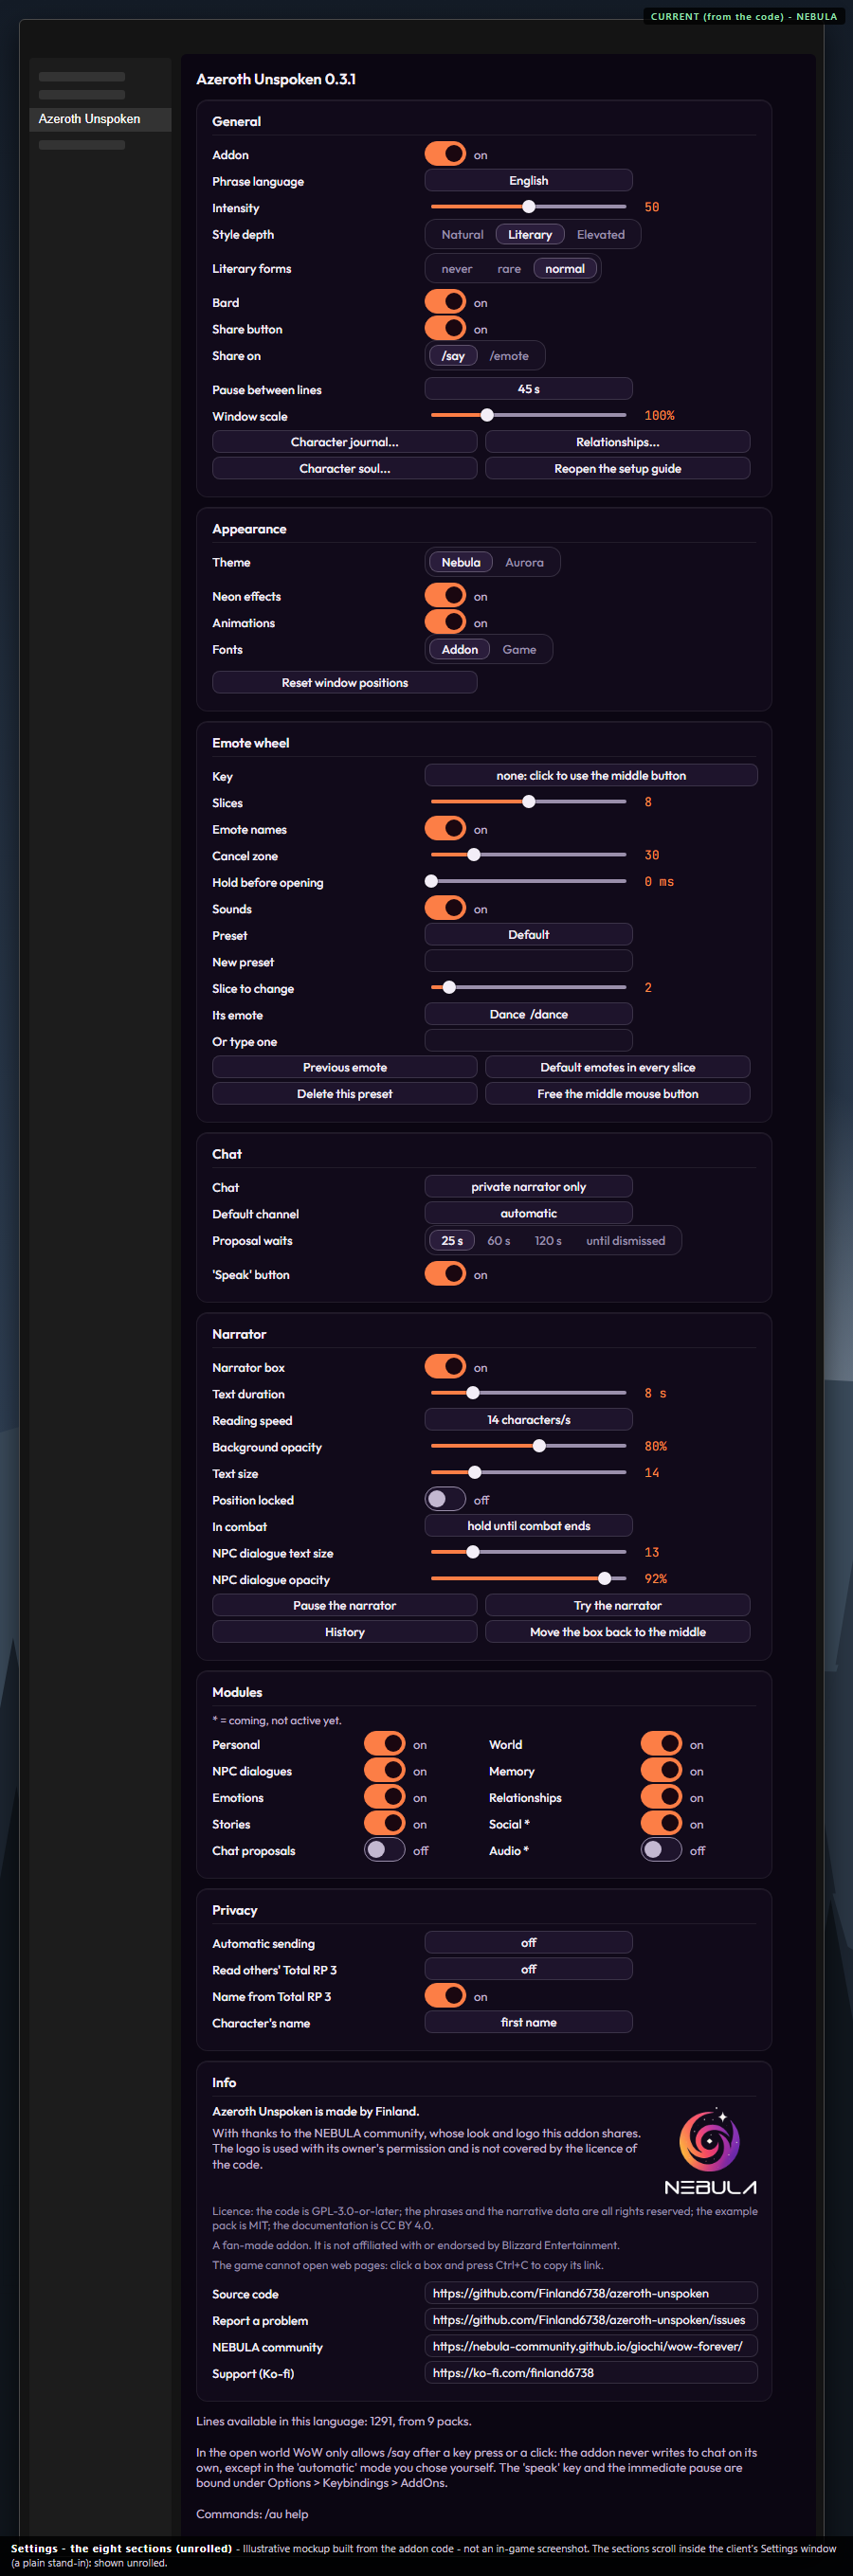 CURRENT (from the code) - NEBULA
Azeroth Unspoken
Azeroth Unspoken 0.3.1
General
Addon on
Phrase language English
Intensity 50
Style depth Natural Literary Elevated
Literary forms never rare normal
Bard on
Share button on
Share on /say /emote
Pause between lines 45 s
Window scale 100%
Character journal... Relationships...
Character soul... Reopen the setup guide
Appearance
Theme Nebula Aurora
Neon effects on
Animations on
Fonts Addon Game
Reset window positions
Emote wheel
Key none: click to use the middle button
Slices 8
Emote names on
Cancel zone 30
Hold before opening 0 ms
Sounds on
Preset Default
New preset
Slice to change 2
Its emote Dance /dance
Or type one
Previous emote Default emotes in every slice
Delete this preset Free the middle mouse button
Chat
Chat private narrator only
Default channel automatic
Proposal waits 25 s 60 s 120 s until dismissed
'Speak' button on
Narrator
Narrator box on
Text duration 8 s
Reading speed 14 characters/s
Background opacity 80%
Text size 14
Position locked off
In combat hold until combat ends
NPC dialogue text size 13
NPC dialogue opacity 92%
Pause the narrator Try the narrator
History Move the box back to the middle
Modules
* = coming, not active yet.
Personal on World on
NPC dialogues on Memory on
Emotions on Relationships on
Stories on Social * on
Chat proposals off Audio * off
Privacy
Automatic sending off
Read others' Total RP 3 off
Name from Total RP 3 on
Character's name first name
Info
Azeroth Unspoken is made by Finland.
With thanks to the NEBULA community, whose look and logo this addon shares.
The logo is used with its owner's permission and is not covered by the licence of
the code.
NEBULA
Licence: the code is GPL-3.0-or-later; the phrases and the narrative data are all rights reserved; the example
pack is MIT; the documentation is CC BY 4.0.
A fan-made addon. It is not affiliated with or endorsed by Blizzard Entertainment.
The game cannot open web pages: click a box and press Ctrl+C to copy its link.
Source code https://github.com/Finland6738/azeroth-unspoken
Report a problem https://github.com/Finland6738/azeroth-unspoken/issues
NEBULA community https://nebula-community.github.io/giochi/wow-forever/
Support (Ko-fi) https://ko-fi.com/finland6738
Lines available in this language: 1291, from 9 packs.
In the open world WoW only allows /say after a key press or a click: the addon never writes to chat on its
own, except in the 'automatic' mode you chose yourself. The 'speak' key and the immediate pause are
bound under Options > Keybindings > AddOns.
Commands: /au help
Settings - the eight sections (unrolled) - Illustrative mockup built from the addon code - not an in-game screenshot. The sections scroll inside the client's Settings window
(a plain stand-in): shown unrolled.